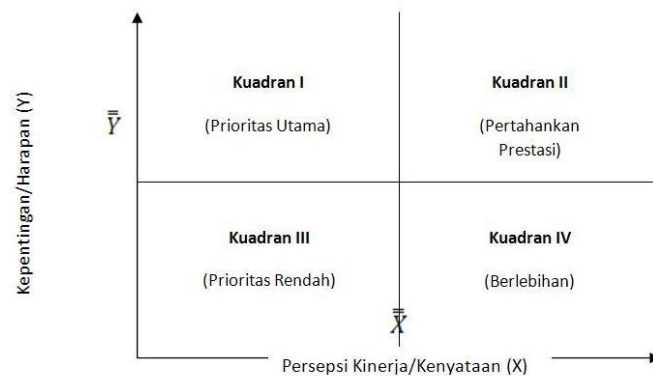 Kepentingan/Harapan (Y)
Y̿
Kuadran I
(Prioritas Utama)
Kuadran II
(Pertahankan
Prestasi)
Kuadran III
(Prioritas Rendah)
Kuadran IV
(Berlebihan)
X̿
Persepsi Kinerja/Kenyataan (X)